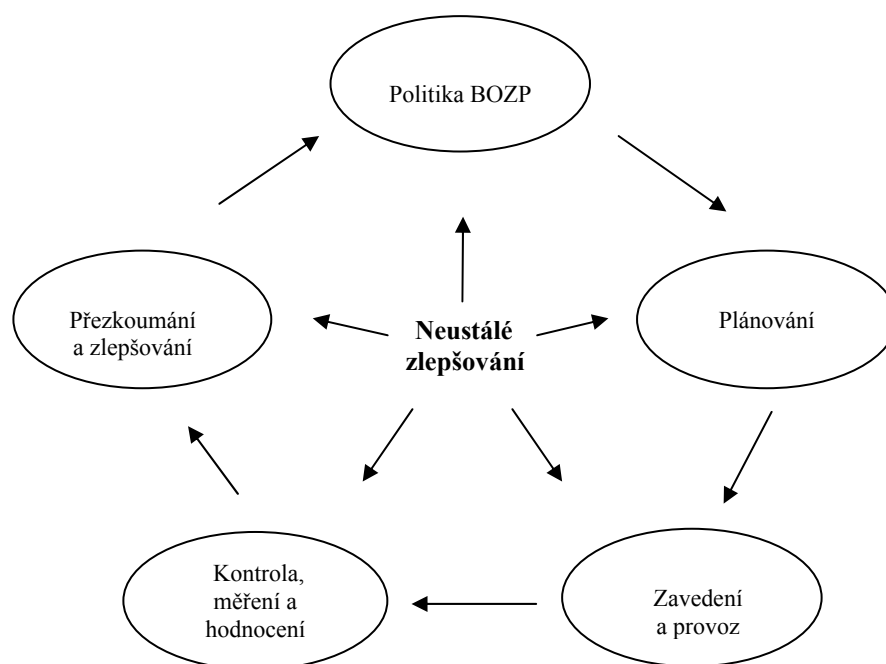 Politika BOZP
Přezkoumání
a zlepšování
Neustálé
zlepšování
Plánování
Kontrola,
měření a
hodnocení
Zavedení
a provoz